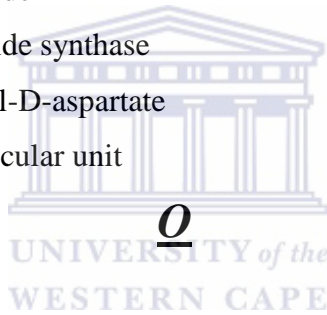 de synthase
l-D-aspartate
cular unit
O
UNIVERSITY of the
WESTERN CAPE